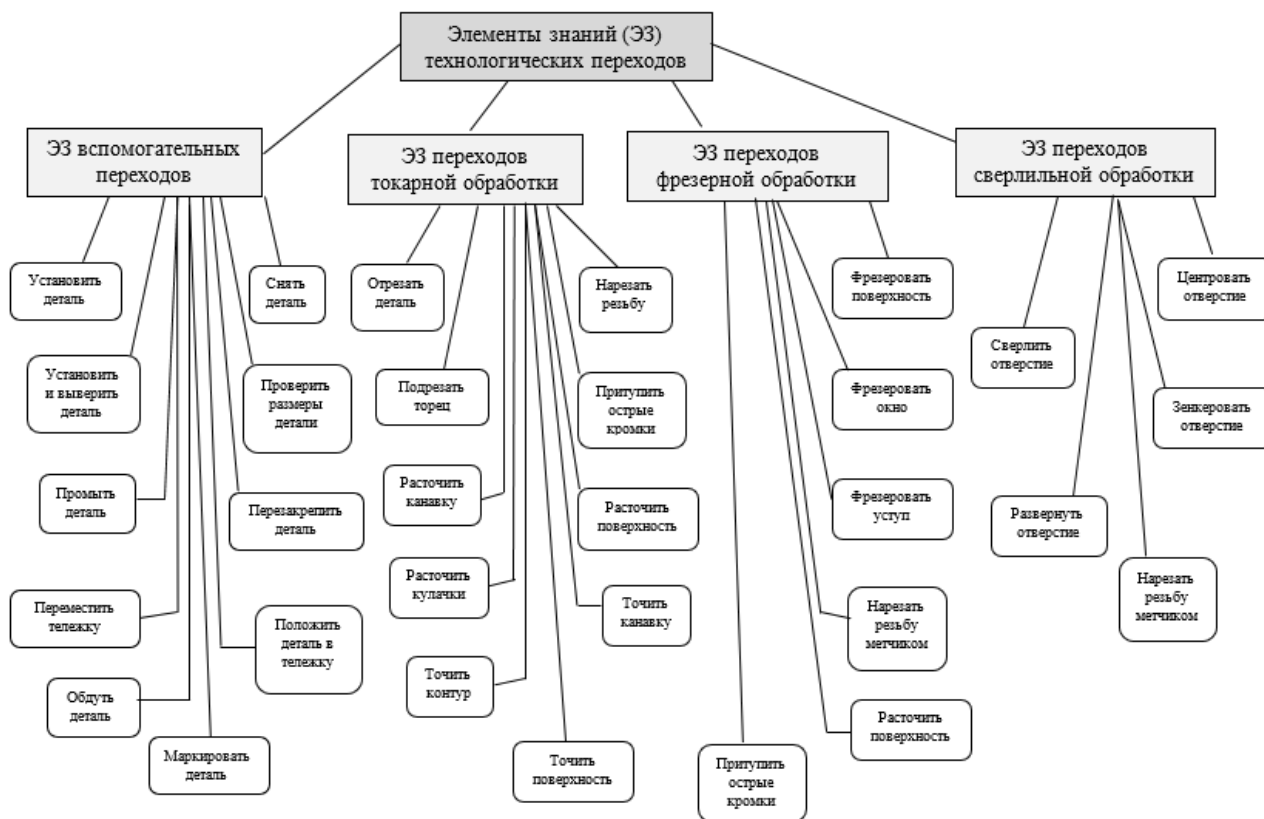 Элементы знаний (ЭЗ)
технологических переходов
ЭЗ вспомогательных
переходов
ЭЗ переходов
токарной обработки
ЭЗ переходов
фрезерной обработки
ЭЗ переходов
сверлильной обработки
Установить
деталь
Снять
деталь
Установить
и выверить
деталь
Проверить
размеры
детали
Промыть
деталь
Перезакрепить
деталь
Переместить
тележку
Положить
деталь в
тележку
Обдуть
деталь
Маркировать
деталь
Отрезать
деталь
Нарезать
резьбу
Подрезать
торец
Притупить
острые
кромки
Расточить
канавку
Расточить
поверхность
Расточить
кулачки
Точить
канавку
Точить
контур
Точить
поверхность
Фрезеровать
поверхность
Фрезеровать
окно
Фрезеровать
уступ
Нарезать
резьбу
метчиком
Расточить
поверхность
Притупить
острые
кромки
Центровать
отверстие
Сверлить
отверстие
Зенкеровать
отверстие
Развернуть
отверстие
Нарезать
резьбу
метчиком